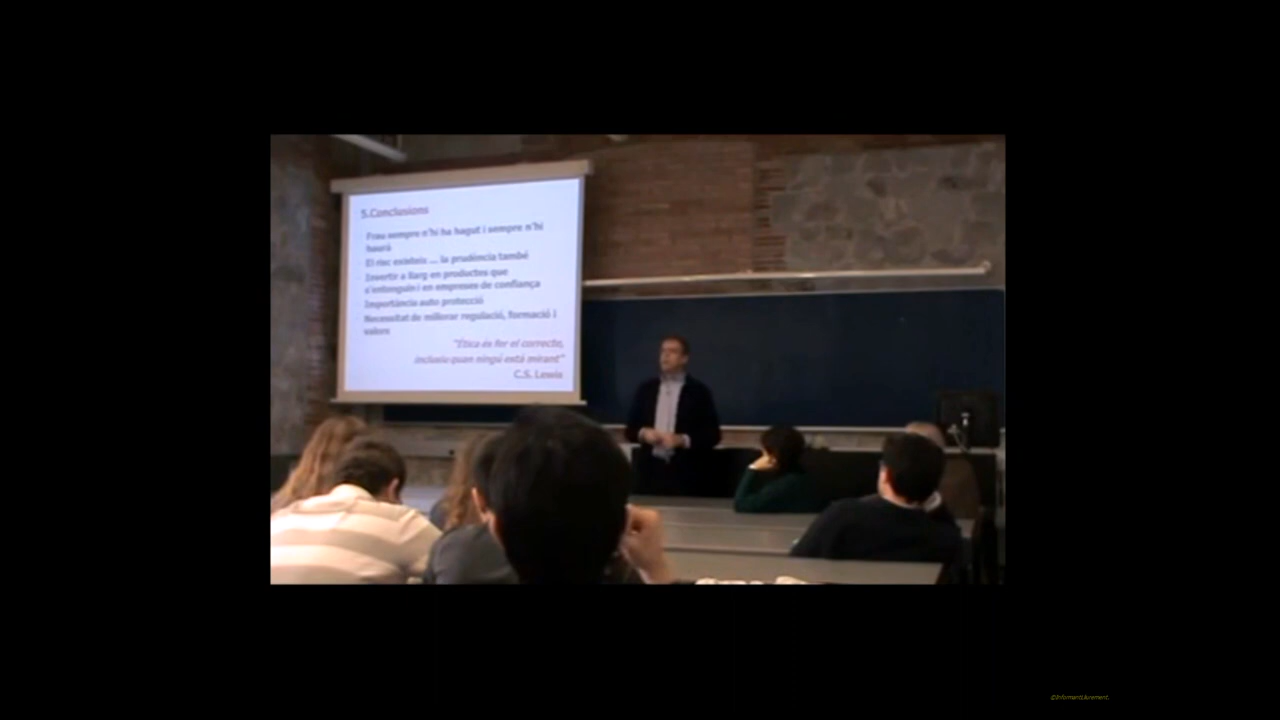 5.Conclusions
Frau sempre n'hi ha hagut i sempre n'hi
haurà
El risc existeix ... la prudència també
Invertir a llarg en productes que
s'entenguin i en empreses de confiança
Importància auto protecció
Necessitat de millorar regulació, formació i
valors
"Ètica és fer el correcte,
inclusiu quan ningú està mirant"
C.S. Lewis